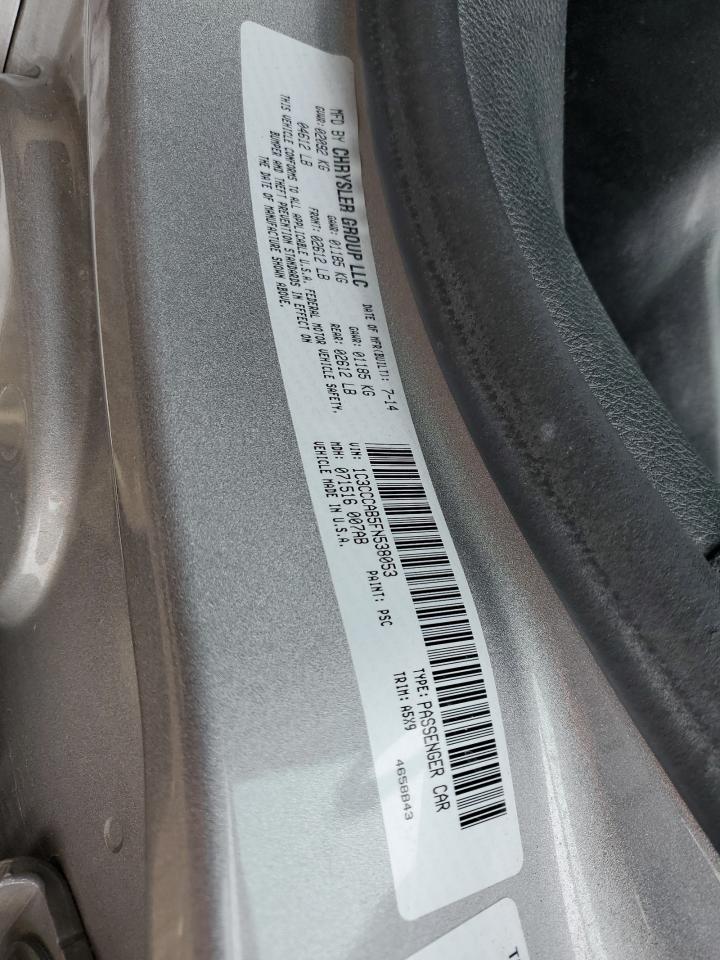 MFD BY CHRYSLER GROUP LLC
DATE OF MFR(BUILT): 7-14
GVWR: 02092 KG
GAWR: 01185 KG
GAWR: 01185 KG
04612 LB
FRONT: 02612 LB
REAR: 02612 LB
THIS VEHICLE CONFORMS TO ALL APPLICABLE U.S.A. FEDERAL MOTOR VEHICLE SAFETY,
BUMPER AND THEFT PREVENTION STANDARDS IN EFFECT ON
THE DATE OF MANUFACTURE SHOWN ABOVE.
VIN: 1C3CCCAB5FN538053
TYPE: PASSENGER CAR
MDH: 071516 007AB
PAINT: PSC
TRIM: A5X9
VEHICLE MADE IN U.S.A.
4658843
T